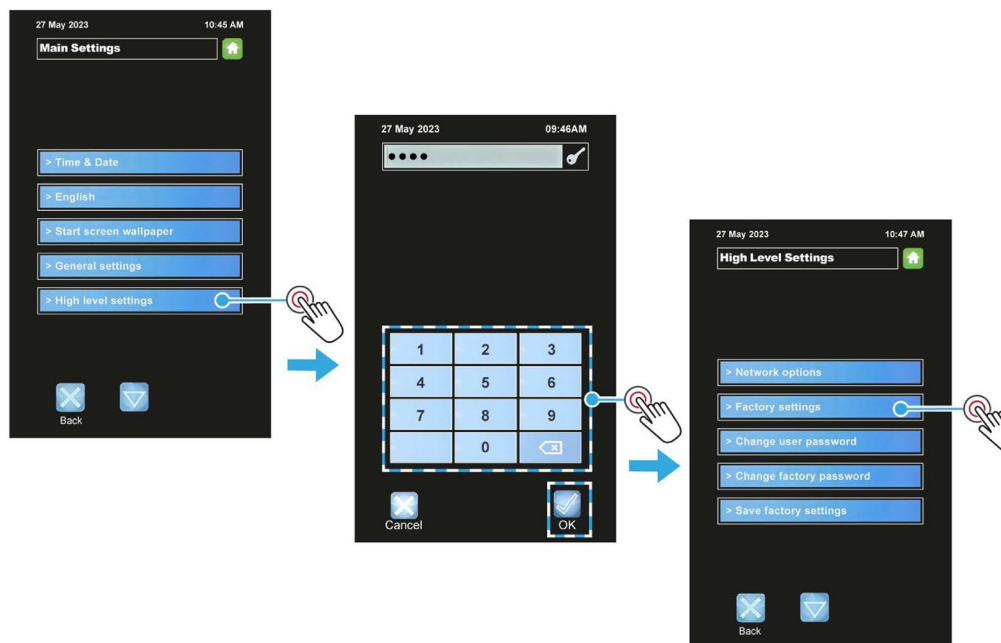 27 May 2023 10:45 AM
Main Settings
> Time & Date
> English
> Start screen wallpaper
> General settings
> High level settings
Back
27 May 2023 09:46AM
••••
1 2 3
4 5 6
7 8 9
0
Cancel OK
27 May 2023 10:47 AM
High Level Settings
> Network options
> Factory settings
> Change user password
> Change factory password
> Save factory settings
Back